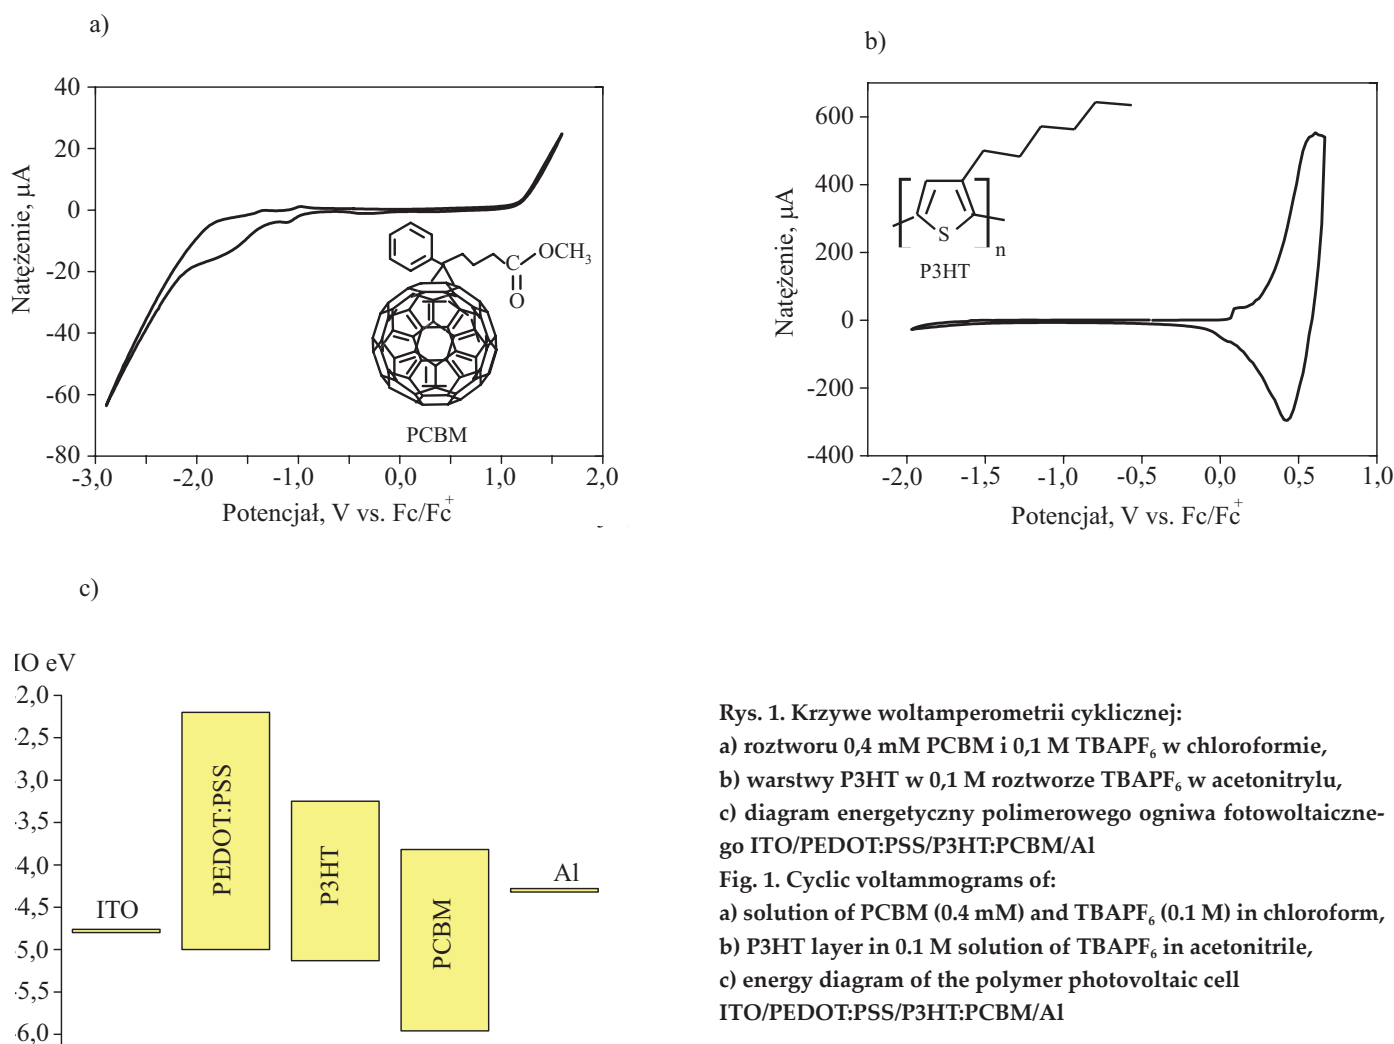 a)
40
20
0
-20
-40
-60
-80
Natężenie, µA
-3,0 -2,0 -1,0 0,0 1,0 2,0
Potencjał, V vs. Fc/Fc+
OCH3
C
O
PCBM
b)
600
400
200
0
-200
-400
Natężenie, µA
-2,0 -1,5 -1,0 -0,5 0,0 0,5 1,0
Potencjał, V vs. Fc/Fc+
S
n
P3HT
c)
eV
2,0
2,5
3,0
3,5
4,0
4,5
5,0
5,5
6,0
ITO
PEDOT:PSS
P3HT
PCBM
Al
Rys. 1. Krzywe woltamperometrii cyklicznej:
a) roztworu 0,4 mM PCBM i 0,1 M TBAPF6 w chloroformie,
b) warstwy P3HT w 0,1 M roztworze TBAPF6 w acetonitrylu,
c) diagram energetyczny polimerowego ogniwa fotowoltaiczne-
go ITO/PEDOT:PSS/P3HT:PCBM/Al
Fig. 1. Cyclic voltammograms of:
a) solution of PCBM (0.4 mM) and TBAPF6 (0.1 M) in chloroform,
b) P3HT layer in 0.1 M solution of TBAPF6 in acetonitrile,
c) energy diagram of the polymer photovoltaic cell
ITO/PEDOT:PSS/P3HT:PCBM/Al